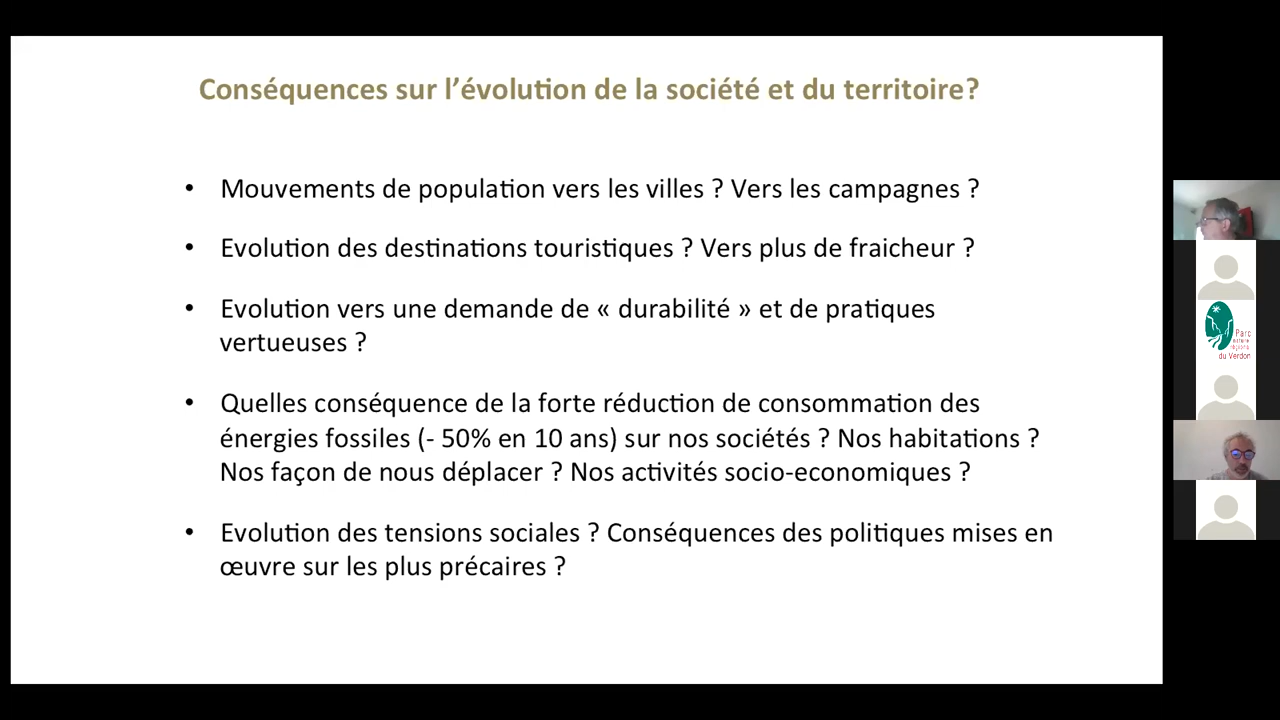 Conséquences sur l’évolution de la société et du territoire?
• Mouvements de population vers les villes ? Vers les campagnes ?
• Evolution des destinations touristiques ? Vers plus de fraicheur ?
• Evolution vers une demande de « durabilité » et de pratiques
vertueuses ?
• Quelles conséquence de la forte réduction de consommation des
énergies fossiles (- 50% en 10 ans) sur nos sociétés ? Nos habitations ?
Nos façon de nous déplacer ? Nos activités socio-economiques ?
• Evolution des tensions sociales ? Conséquences des politiques mises en
œuvre sur les plus précaires ?
Parc
du Verdon